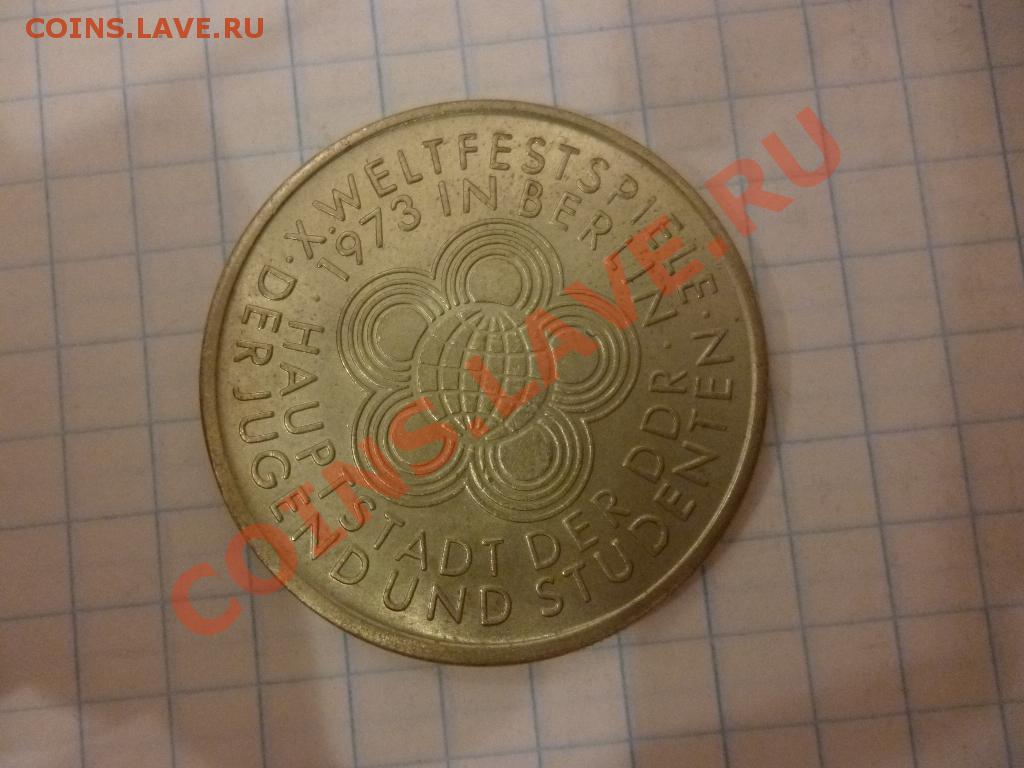 COINS.LAVE.RU
X. WELTFESTSPIELE ·
DER JUGEND UND STUDENTEN ·
1973 IN BERLIN ·
HAUPTSTADT DER DDR ·
COINS.LAVE.RU